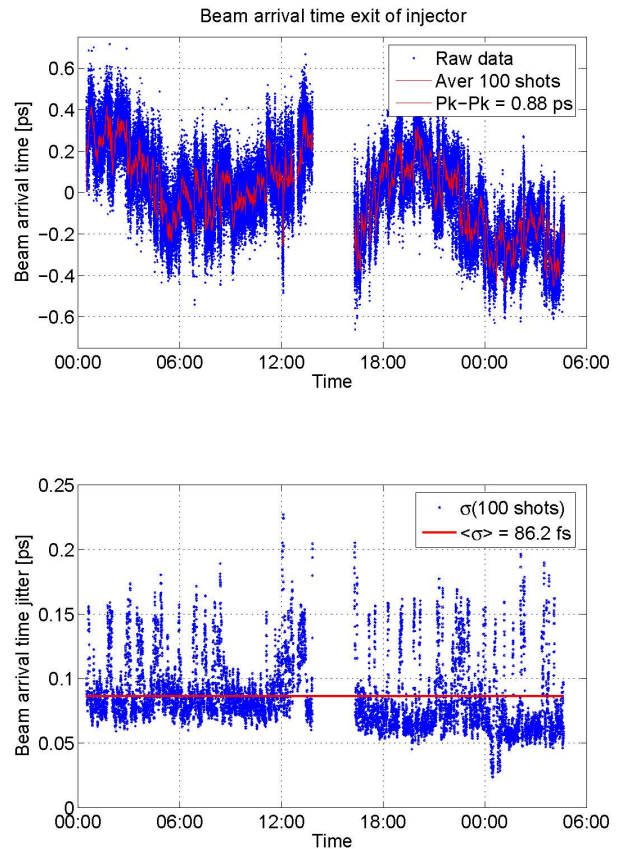 Beam arrival time exit of injector
Beam arrival time [ps]
0.6
0.4
0.2
0
−0.2
−0.4
−0.6
Raw data
Aver 100 shots
Pk−Pk = 0.88 ps
00:00 06:00 12:00 18:00 00:00 06:00
Time
Beam arrival time jitter [ps]
0.25
0.2
0.15
0.1
0.05
0
σ(100 shots)
<σ> = 86.2 fs
00:00 06:00 12:00 18:00 00:00 06:00
Time